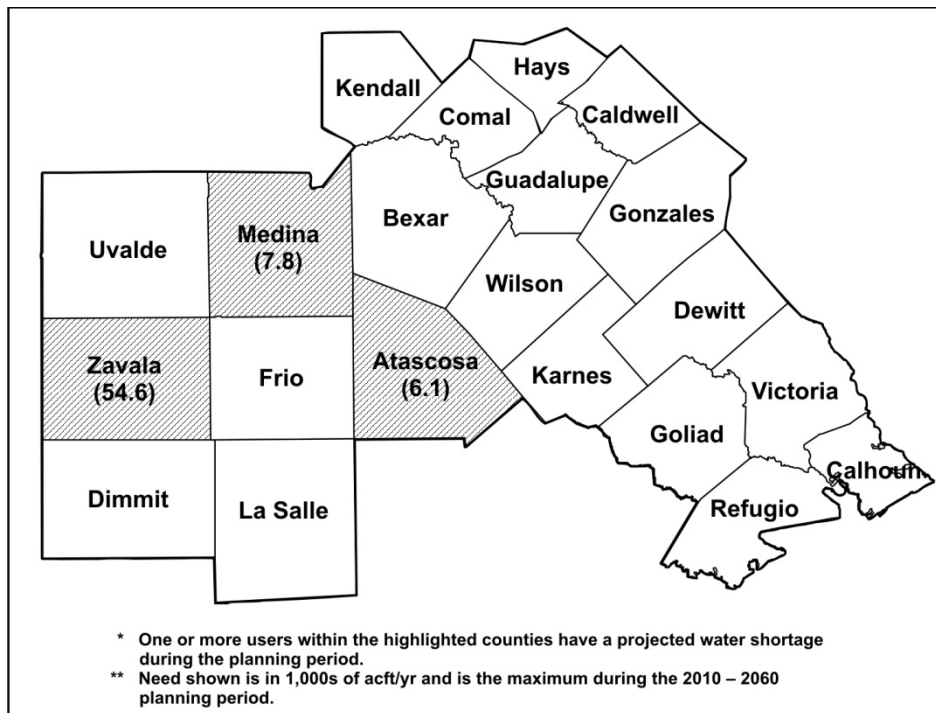 Hays
Kendall
Comal
Caldwell
Guadalupe
Bexar
Gonzales
Medina
(7.8)
Uvalde
Wilson
Dewitt
Zavala
(54.6)
Frio
Atascosa
(6.1)
Karnes
Victoria
Goliad
Calhoun
Dimmit
La Salle
Refugio
* One or more users within the highlighted counties have a projected water shortage
during the planning period.
** Need shown is in 1,000s of acft/yr and is the maximum during the 2010 – 2060
planning period.